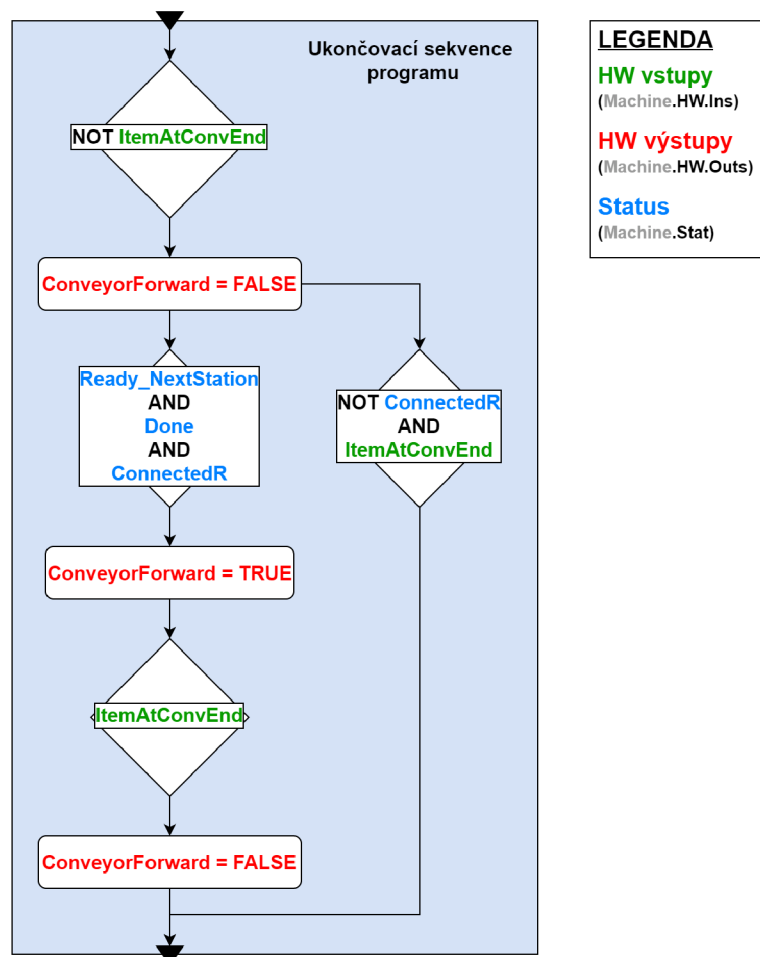 Ukončovací sekvence
programu
NOT ItemAtConvEnd
ConveyorForward = FALSE
Ready_NextStation
AND
Done
AND
ConnectedR
NOT ConnectedR
AND
ItemAtConvEnd
ConveyorForward = TRUE
ItemAtConvEnd
ConveyorForward = FALSE
LEGENDA
HW vstupy
(Machine.HW.Ins)
HW výstupy
(Machine.HW.Outs)
Status
(Machine.Stat)